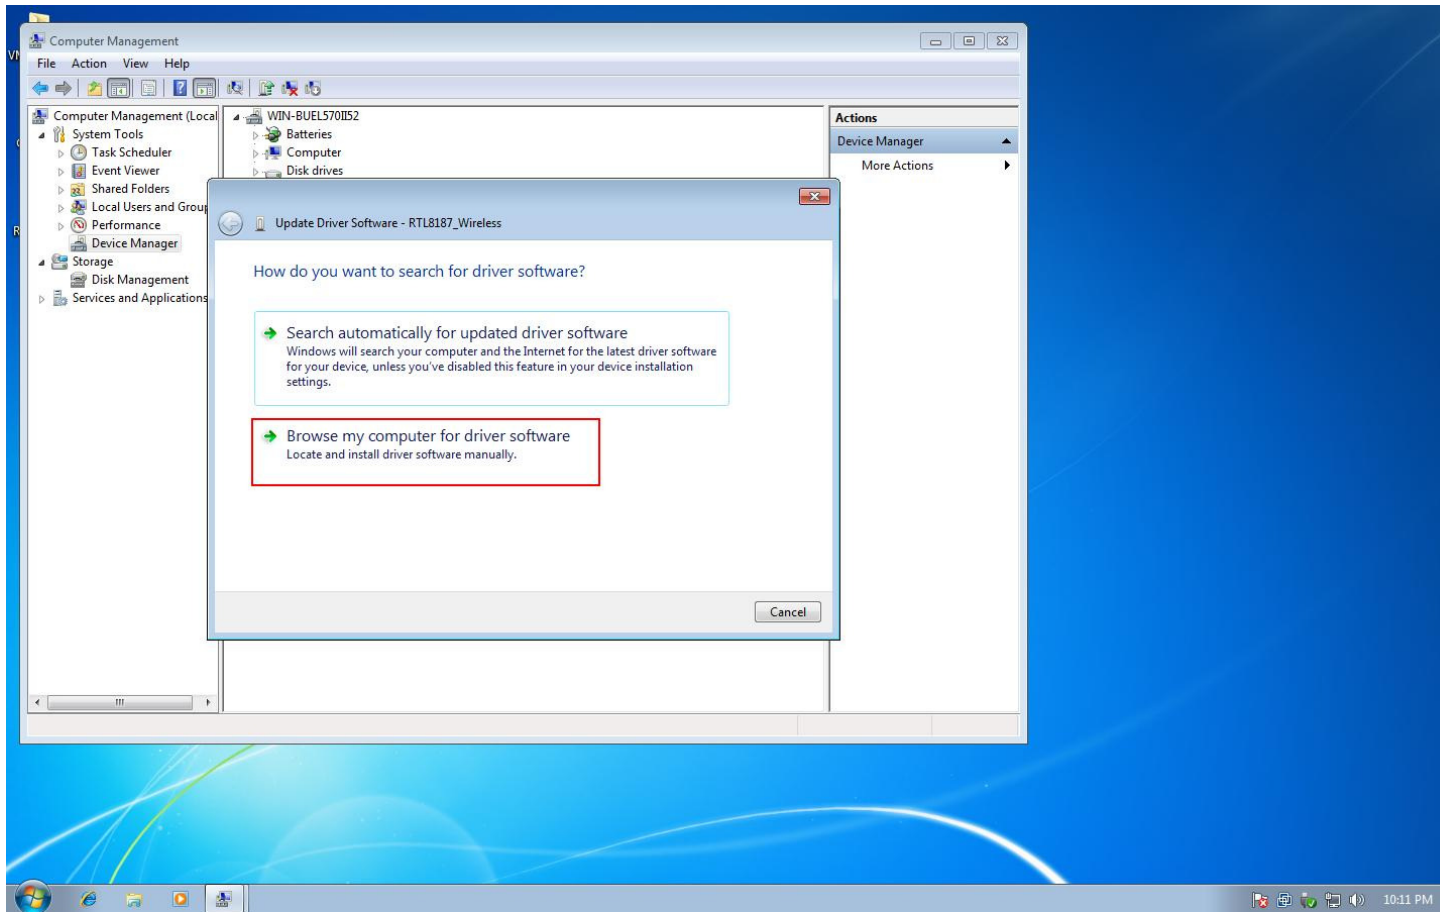 Computer Management
File Action View Help
Computer Management (Local
System Tools
Task Scheduler
Event Viewer
Shared Folders
Local Users and Group
Performance
Device Manager
Storage
Disk Management
Services and Applications
WIN-BUEL570II52
Batteries
Computer
Disk drives
Actions
Device Manager
More Actions
Update Driver Software - RTL8187_Wireless
How do you want to search for driver software?
Search automatically for updated driver software
Windows will search your computer and the Internet for the latest driver software
for your device, unless you've disabled this feature in your device installation
settings.
Browse my computer for driver software
Locate and install driver software manually.
Cancel
10:11 PM